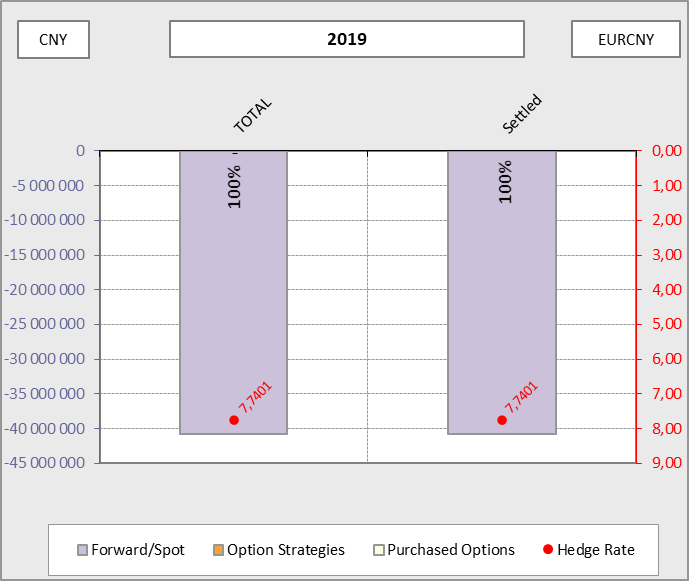 CNY
2019
EURCNY
TOTAL
Settled
0
-5 000 000
-10 000 000
-15 000 000
-20 000 000
-25 000 000
-30 000 000
-35 000 000
-40 000 000
-45 000 000
100% -
100%
7,7401
7,7401
0,00
1,00
2,00
3,00
4,00
5,00
6,00
7,00
8,00
9,00
Forward/Spot Option Strategies Purchased Options Hedge Rate